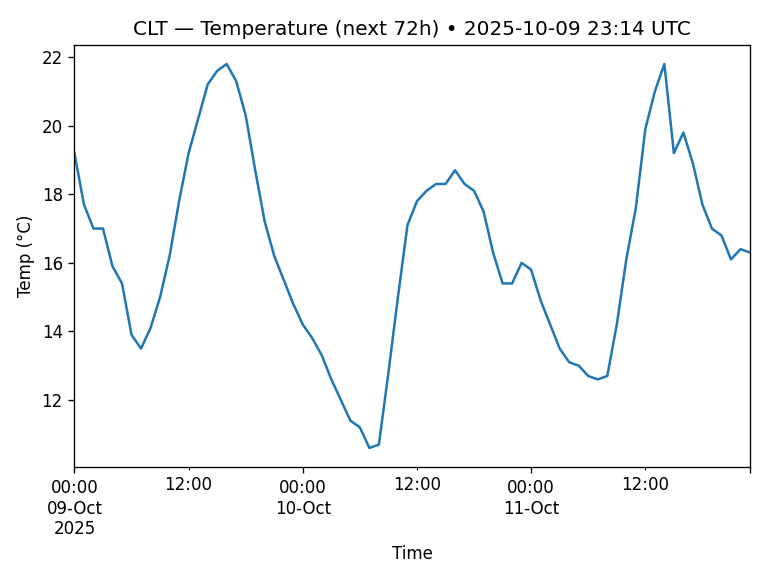 CLT — Temperature (next 72h) • 2025-10-09 23:14 UTC
Temp (°C)
22
20
18
16
14
12
00:00 12:00 00:00 12:00 00:00 12:00
09-Oct 10-Oct 11-Oct
2025
Time